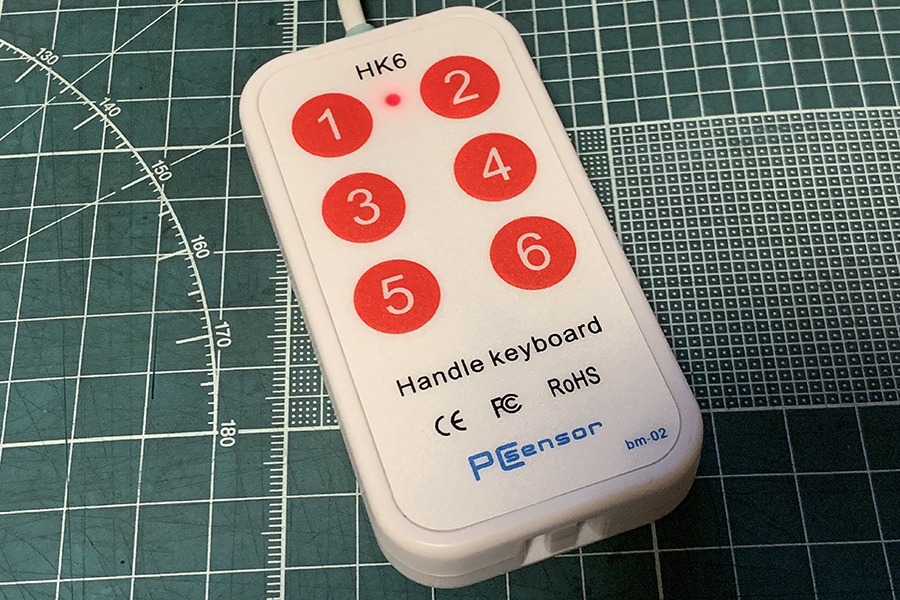 HK6
1 2
3 4
5 6
Handle keyboard
CE FC RoHS
PCsensor bm-02
130
140
150
160
170
180